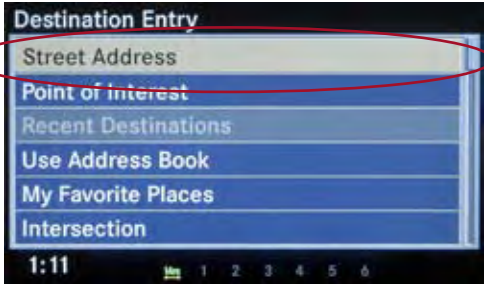 Destination Entry
Street Address
Point of Interest
Recent Destinations
Use Address Book
My Favorite Places
Intersection
1:11 1 2 3 4 5 6